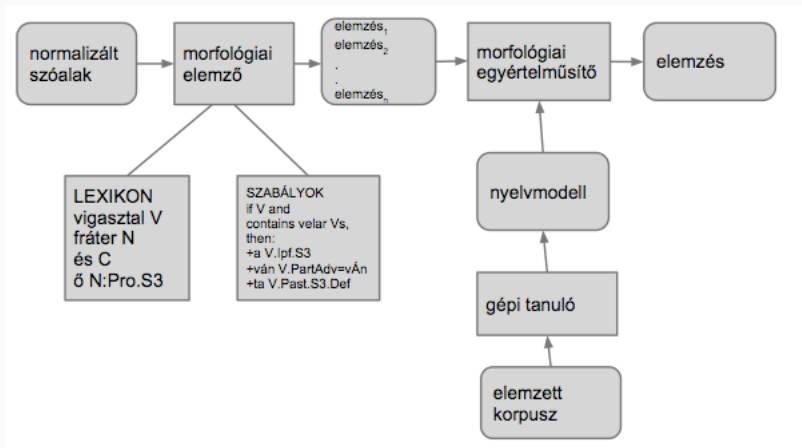 normalizált
szóalak
morfológiai
elemző
elemzés1
elemzés2
.
.
elemzésn
morfológiai
egyértelműsítő
elemzés
LEXIKON
vigasztal V
fráter N
és C
ő N:Pro.S3
SZABÁLYOK
if V and
contains velar Vs,
then:
+a V.Ipf.S3
+ván V.PartAdv=vÁn
+ta V.Past.S3.Def
nyelvmodell
gépi tanuló
elemzett
korpusz